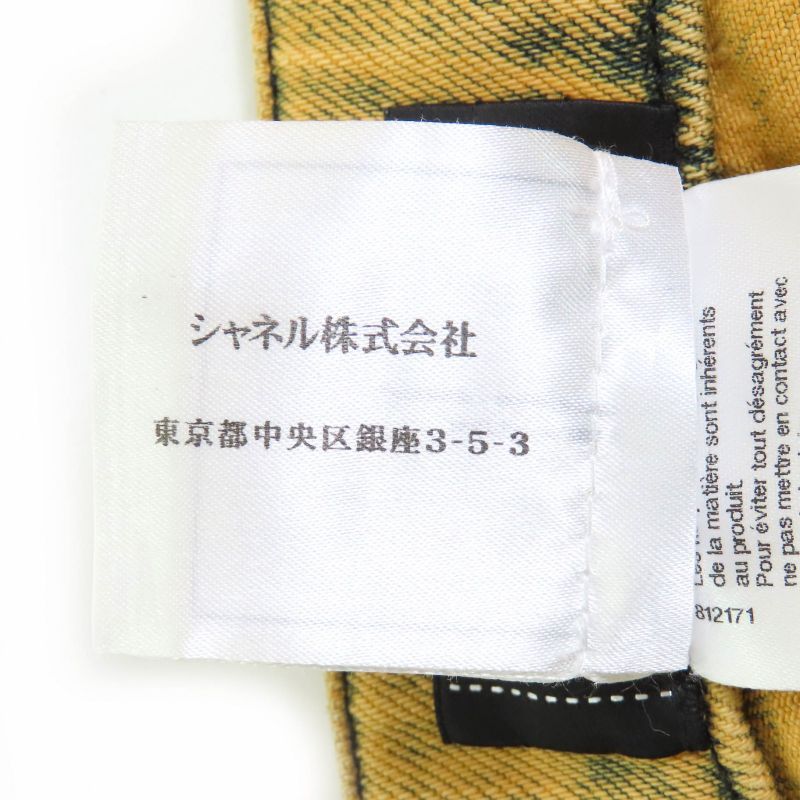 シャネル株式会社
東京都中央区銀座3-5-3
de la matière sont inhérents
au produit.
Pour éviter tout désagrément
ne pas mettre en contact avec
812171